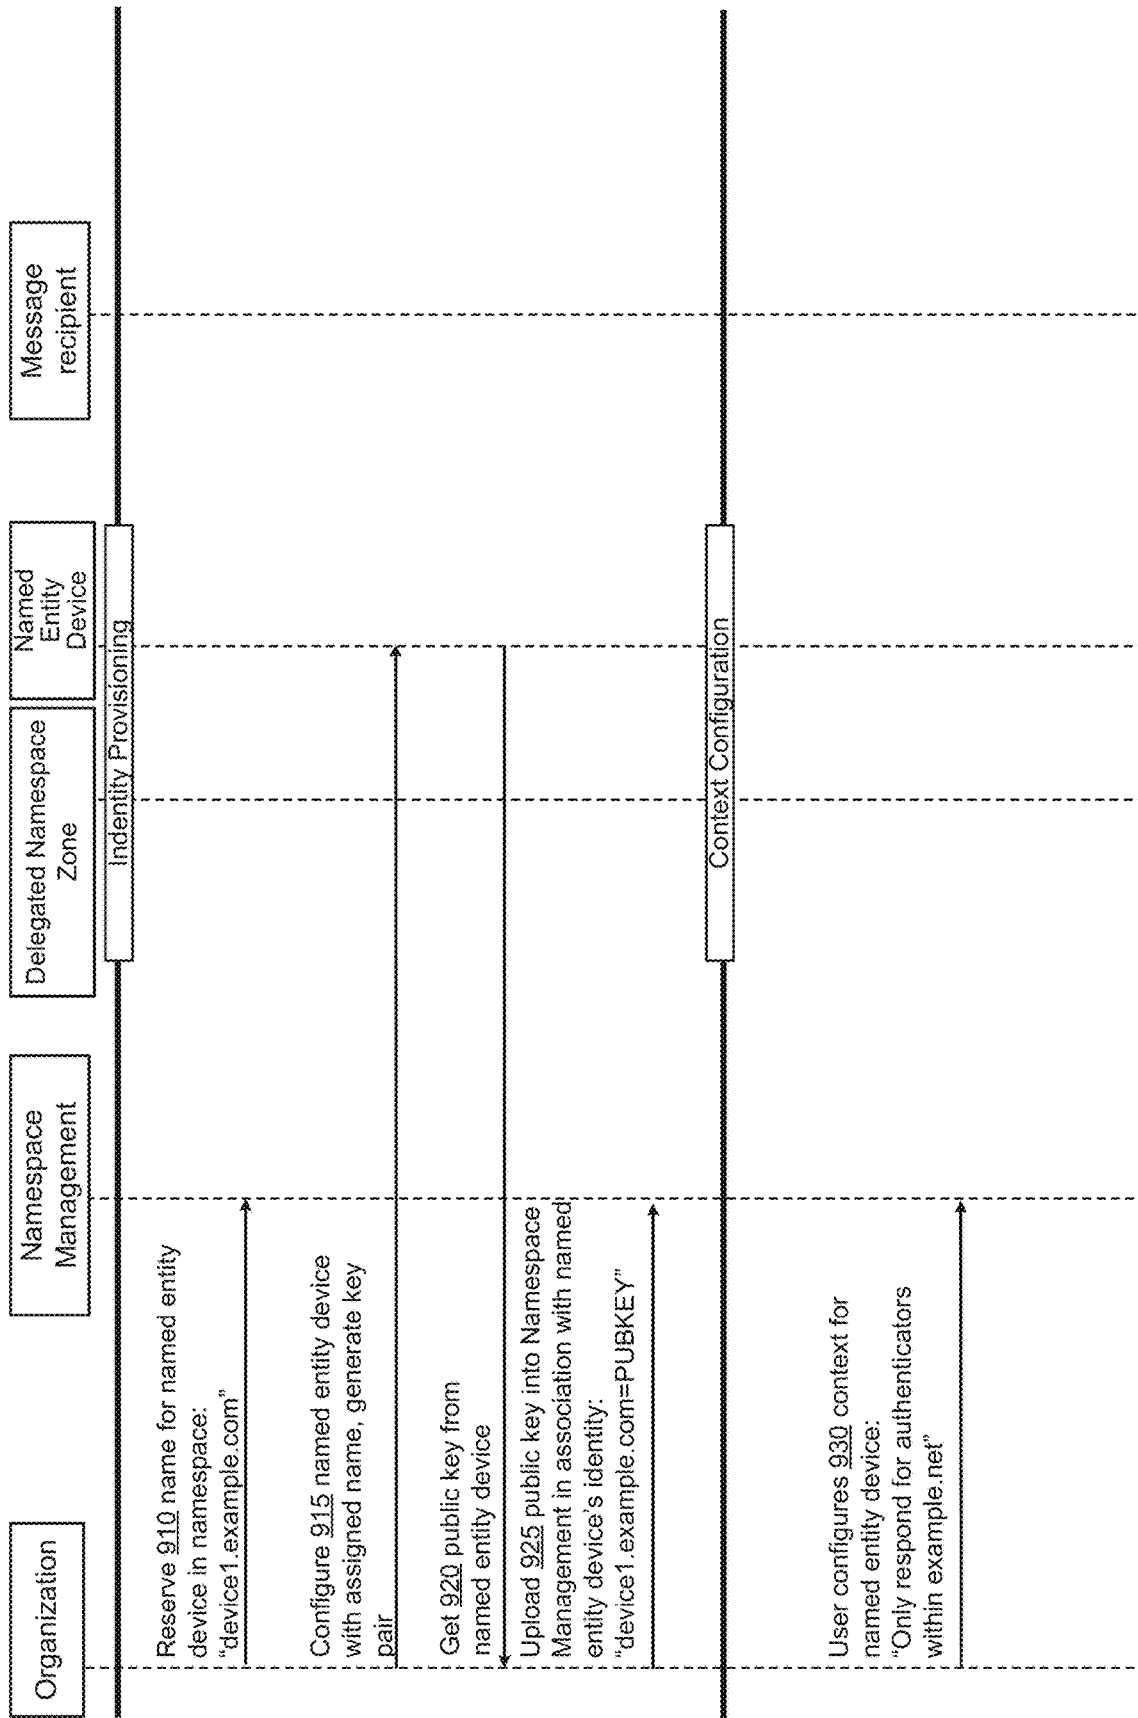 Organization
Namespace
Management
Delegated Namespace
Zone
Named
Entity
Device
Message
recipient
Indentity Provisioning
Reserve 910 name for named entity
device in namespace:
“device1.example.com”
Configure 915 named entity device
with assigned name, generate key
pair
Get 920 public key from
named entity device
Upload 925 public key into Namespace
Management in association with named
entity device's identity:
“device1.example.com=PUBKEY”
Context Configuration
User configures 930 context for
named entity device:
“Only respond for authenticators
within example.net”